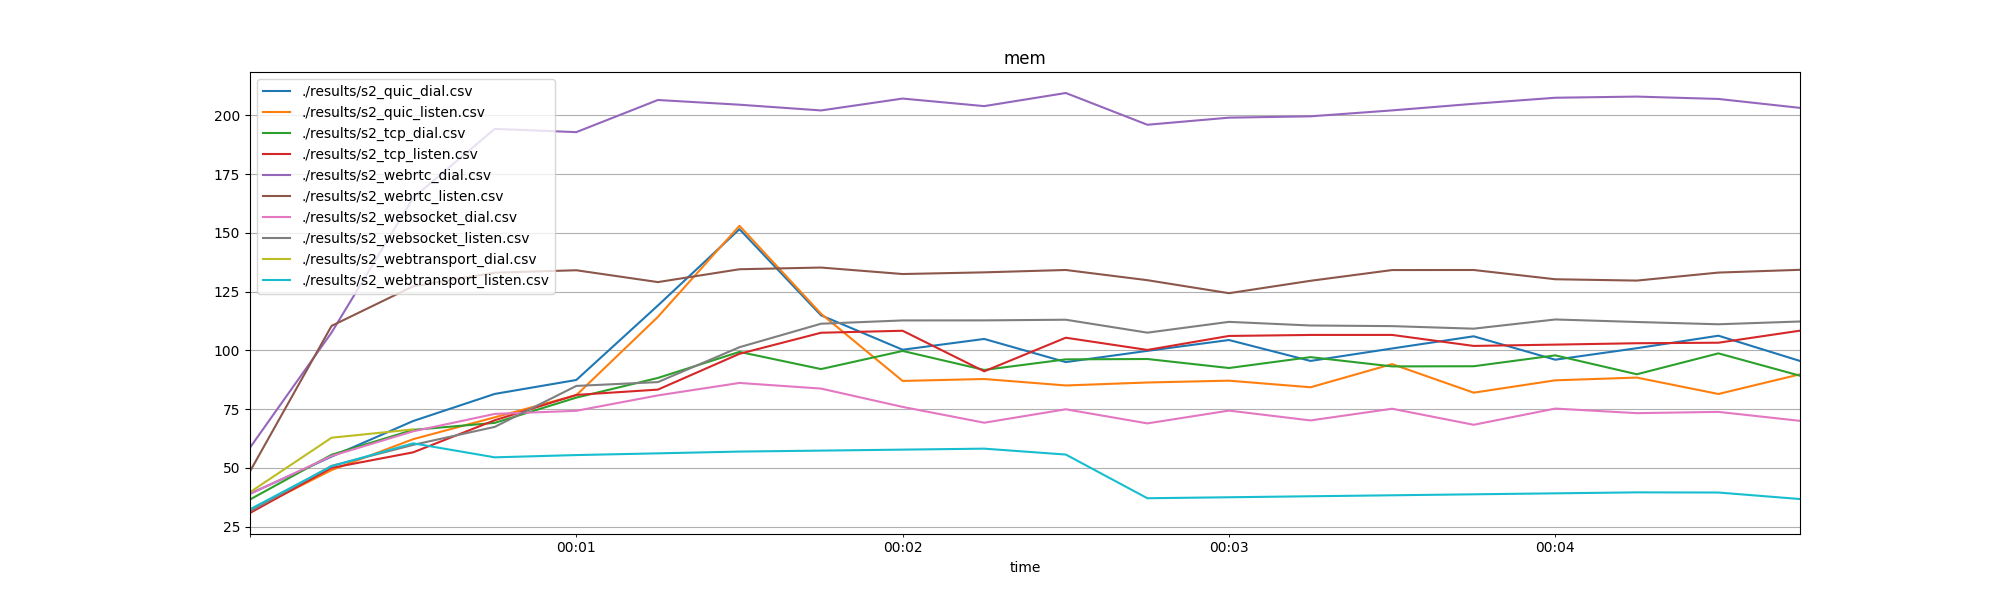 mem
./results/s2_quic_dial.csv
./results/s2_quic_listen.csv
./results/s2_tcp_dial.csv
./results/s2_tcp_listen.csv
./results/s2_webrtc_dial.csv
./results/s2_webrtc_listen.csv
./results/s2_websocket_dial.csv
./results/s2_websocket_listen.csv
./results/s2_webtransport_dial.csv
./results/s2_webtransport_listen.csv
200
175
150
125
100
75
50
25
00:01 00:02 00:03 00:04
time